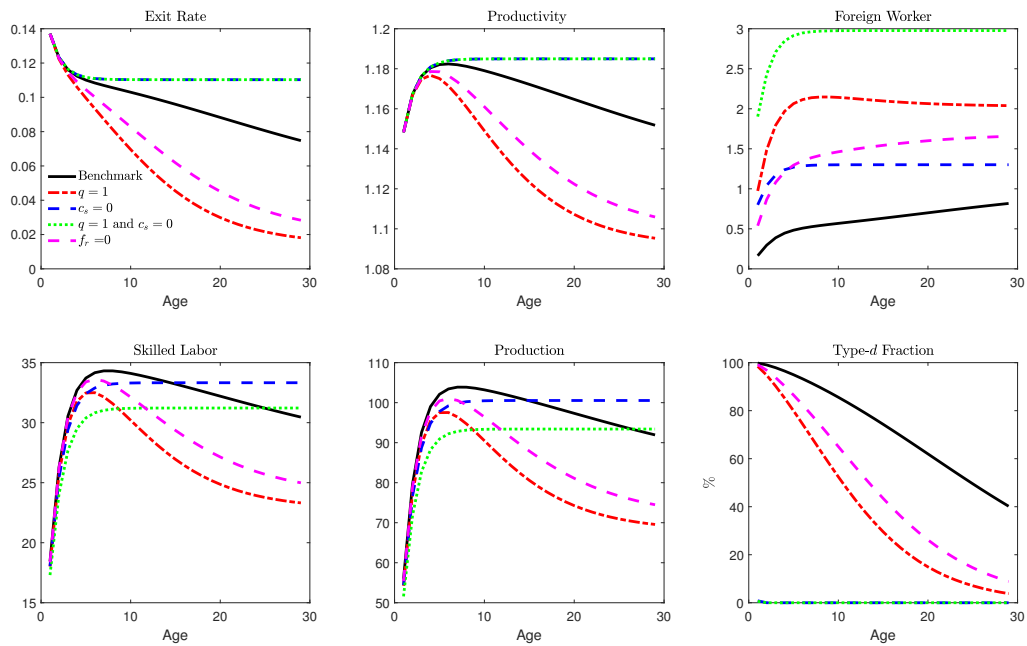 Exit Rate
0.14
0.12
0.1
0.08
0.06
0.04
0.02
0
Benchmark
q = 1
c_s = 0
q = 1 and c_s = 0
f_r =0
0 10 20 30
Age
Productivity
1.2
1.18
1.16
1.14
1.12
1.1
1.08
0 10 20 30
Age
Foreign Worker
3
2.5
2
1.5
1
0.5
0
0 10 20 30
Age
Skilled Labor
35
30
25
20
15
0 10 20 30
Age
Production
110
100
90
80
70
60
50
0 10 20 30
Age
Type-d Fraction
100
80
60
40
20
0
%
0 10 20 30
Age